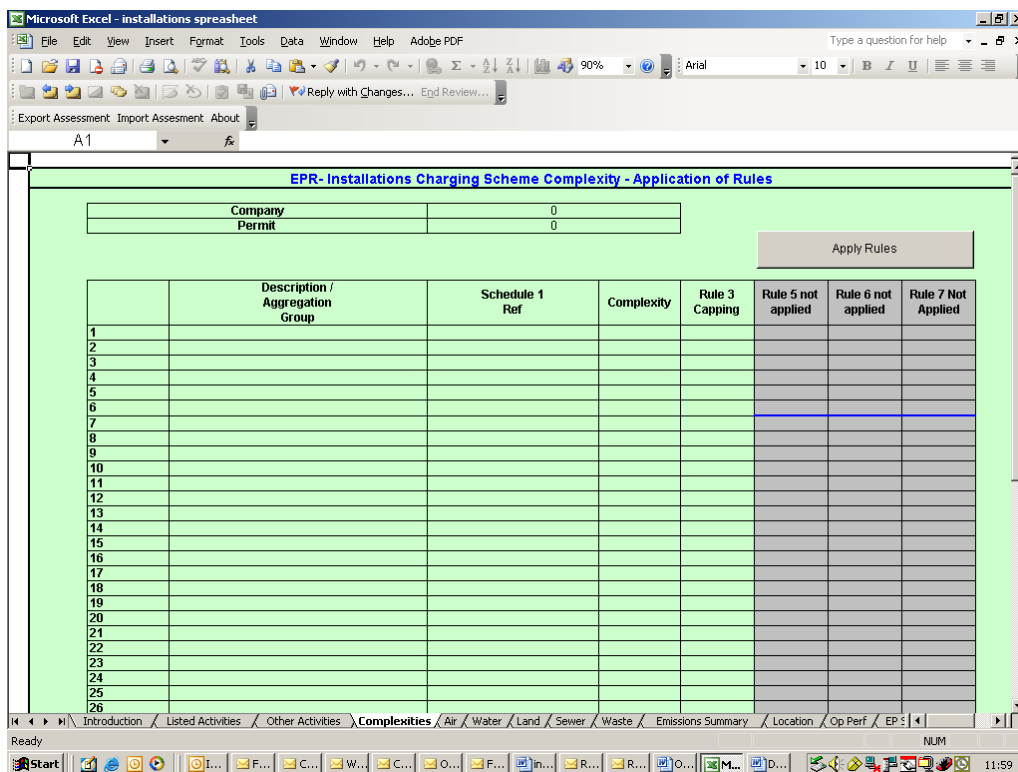 Microsoft Excel - installations spreasheet
File Edit View Insert Format Tools Data Window Help Adobe PDF Type a question for help
90% Arial 10 B I U
Reply with Changes... End Review...
Export Assessment Import Assesment About
A1 fx
EPR- Installations Charging Scheme Complexity - Application of Rules
Company 0
Permit 0
Apply Rules
Description /
Aggregation
Group
Schedule 1
Ref
Complexity
Rule 3
Capping
Rule 5 not
applied
Rule 6 not
applied
Rule 7 Not
Applied
1
2
3
4
5
6
7
8
9
10
11
12
13
14
15
16
17
18
19
20
21
22
23
24
25
26
Introduction Listed Activities Other Activities Complexities Air Water Land Sewer Waste Emissions Summary Location Op Perf EP
Ready NUM
Start I... F... C... W... C... O... F... in... R... R... O... M... D... 11:59